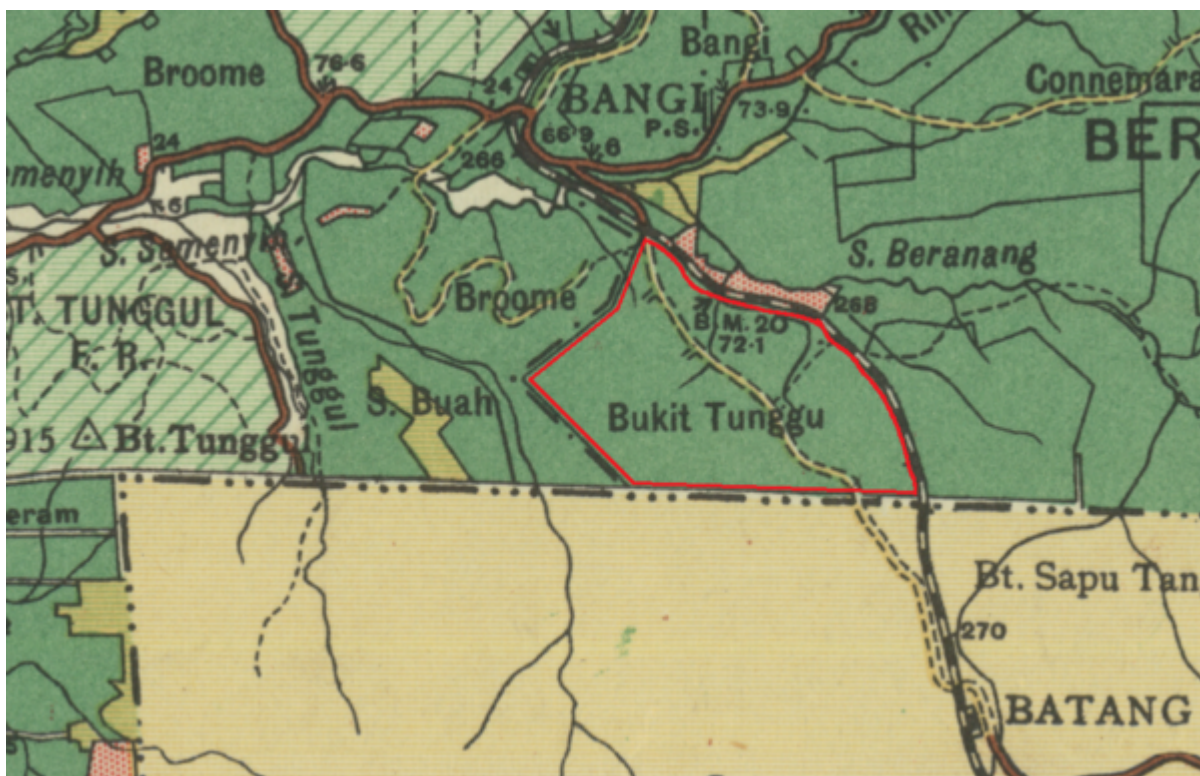 76·6
Broome
24
Bangi
BANGI
P.S.
73·9
Connemara
BER
24
66·9
6
266
6
S. Semenyih
S. Beranang
T. TUNGGUL
F. R.
Tunggul
Broome
268
B M. 20
72·1
S. Buah
Bukit Tunggu
915
Bt. Tunggul
eram
Bt. Sapu Tan
270
BATANG